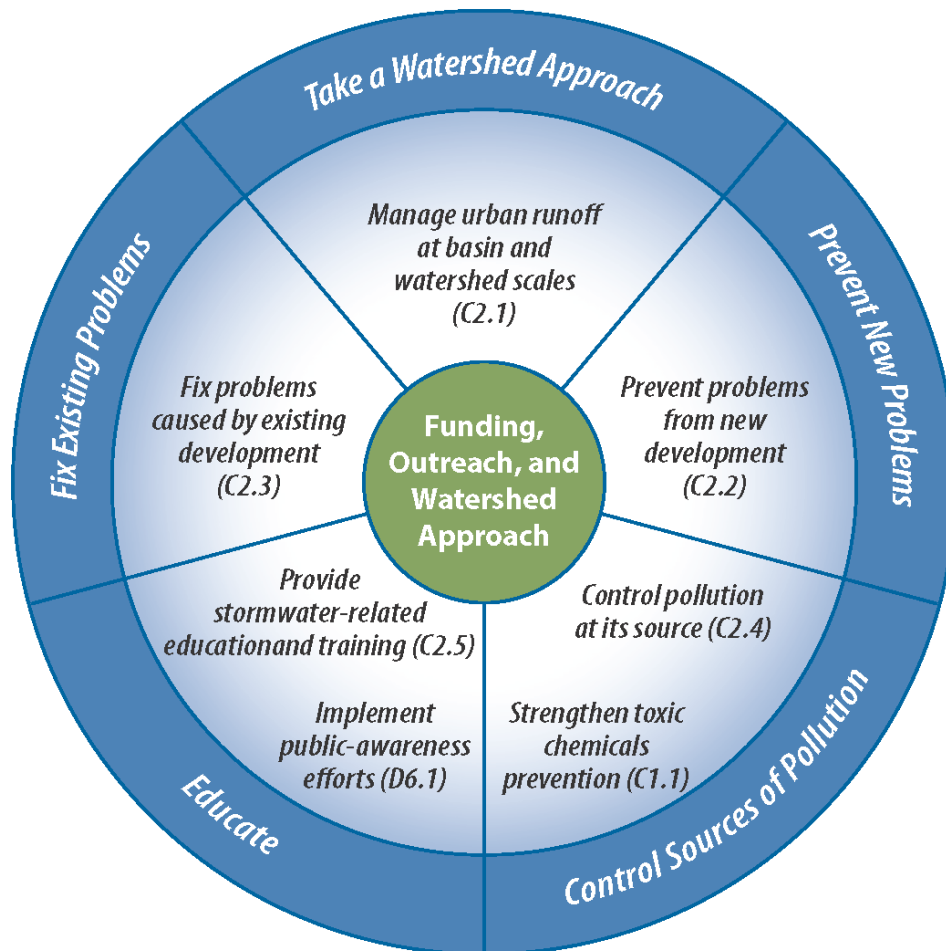 Take a Watershed Approach
Manage urban runoff
at basin and
watershed scales
(C2.1)
Prevent New Problems
Prevent problems
from new
development
(C2.2)
Control Sources of Pollution
Control pollution
at its source (C2.4)
Strengthen toxic
chemicals
prevention (C1.1)
Educate
Provide
stormwater-related
educationand training (C2.5)
Implement
public-awareness
efforts (D6.1)
Fix Existing Problems
Fix problems
caused by existing
development
(C2.3)
Funding,
Outreach, and
Watershed
Approach